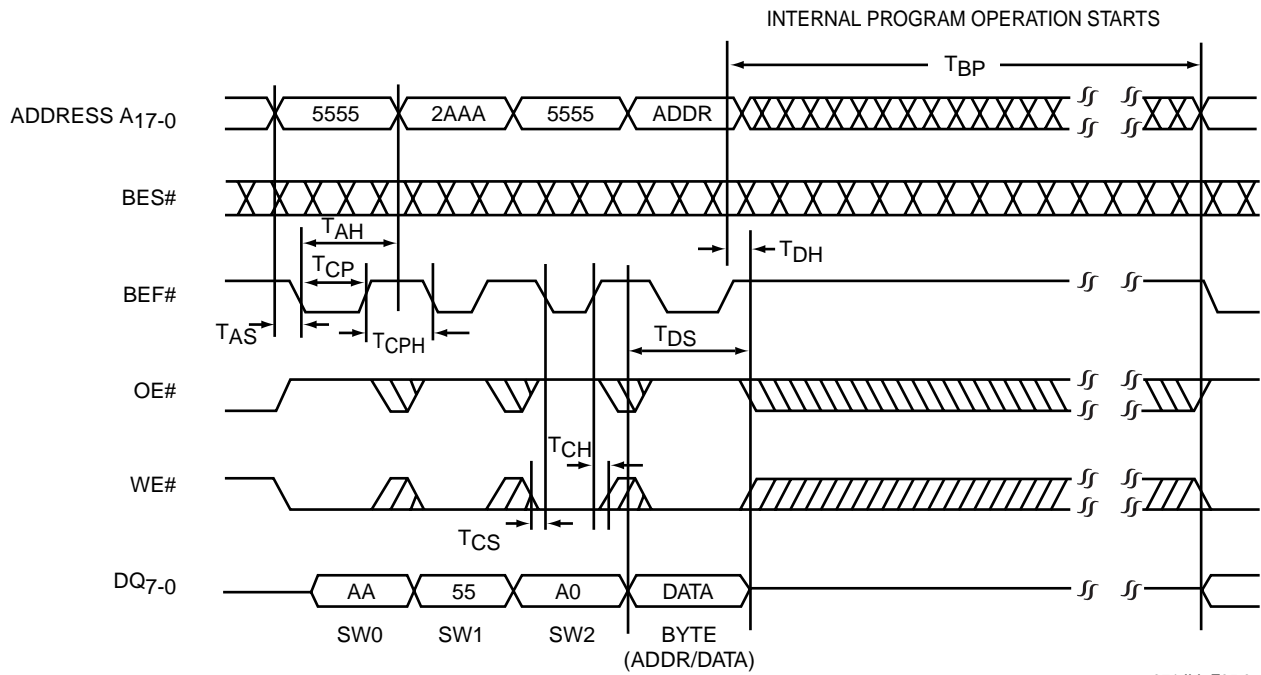 INTERNAL PROGRAM OPERATION STARTS
TBP
ADDRESS A17-0
5555 2AAA 5555 ADDR
BES#
TAH
TDH
TCP
BEF#
TAS
TCPH
TDS
OE#
TCH
WE#
TCS
DQ7-0
AA 55 A0 DATA
SW0 SW1 SW2 BYTE
(ADDR/DATA)